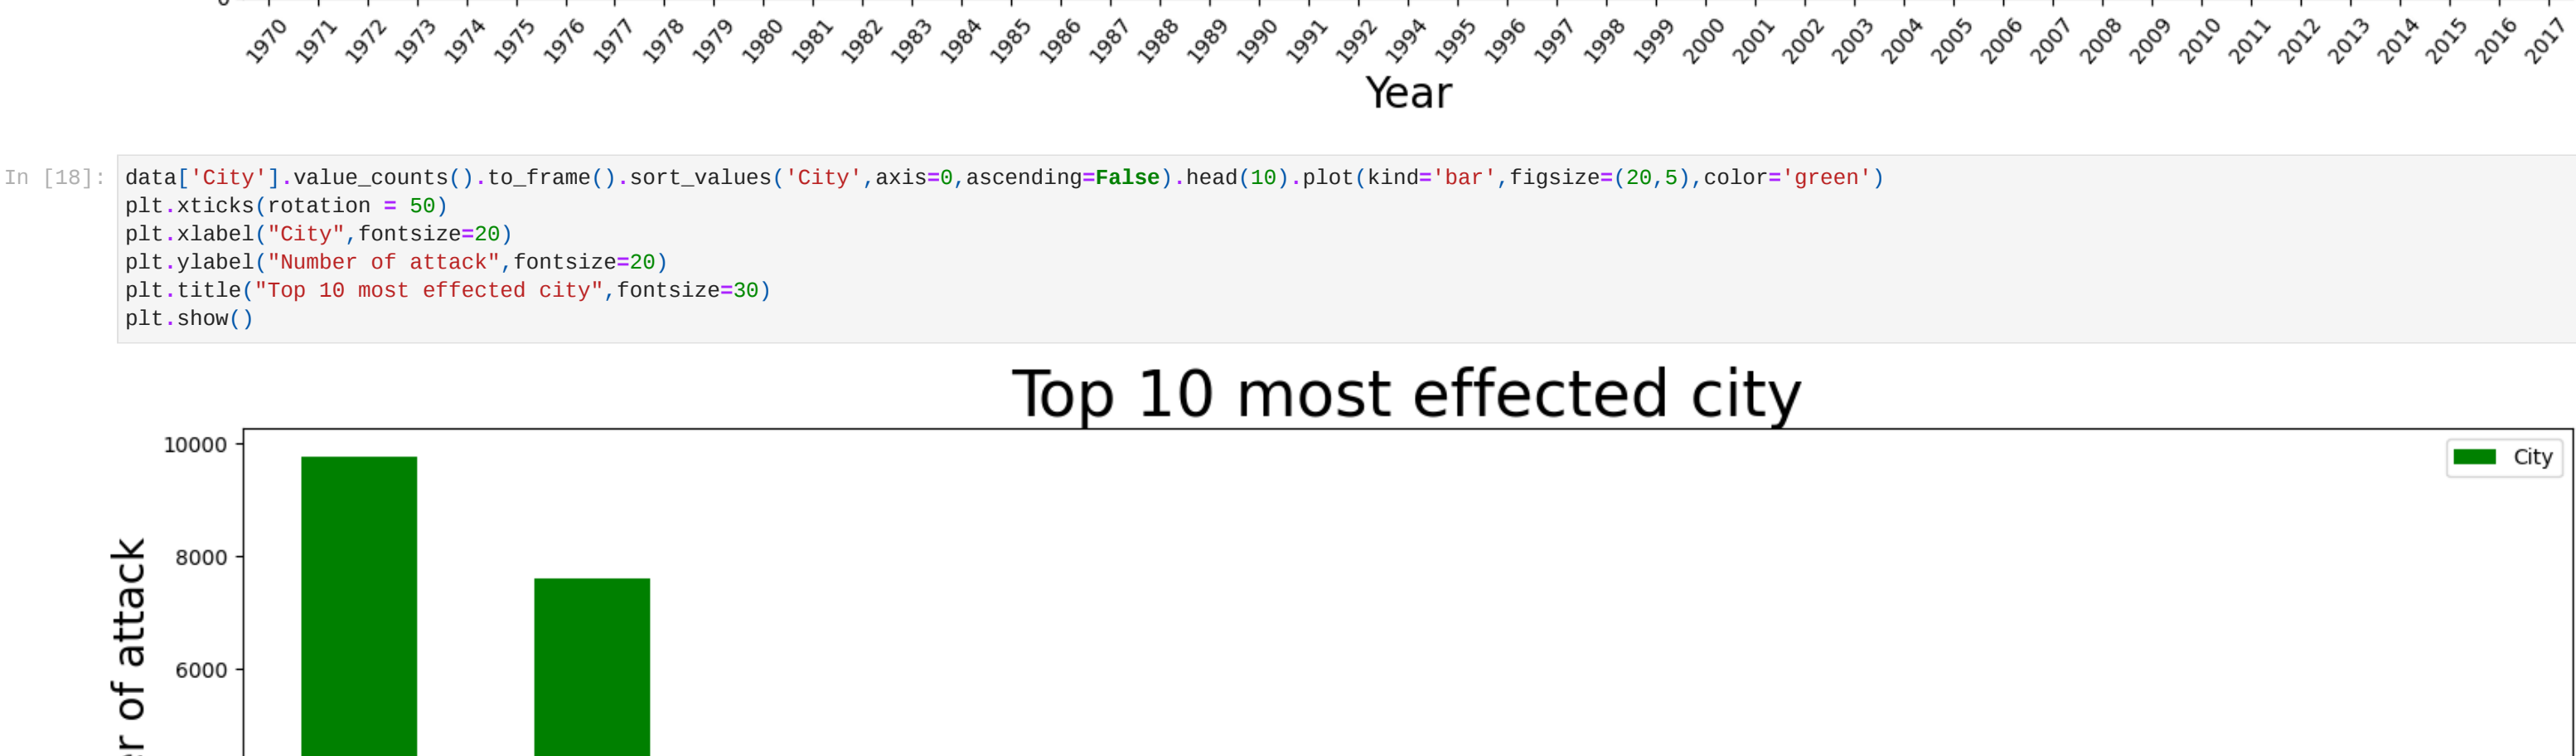 0
1970 1971 1972 1973 1974 1975 1976 1977 1978 1979 1980 1981 1982 1983 1984 1985 1986 1987 1988 1989 1990 1991 1992 1994 1995 1996 1997 1998 1999 2000 2001 2002 2003 2004 2005 2006 2007 2008 2009 2010 2011 2012 2013 2014 2015 2016 2017
Year
In [18]: data['City'].value_counts().to_frame().sort_values('City',axis=0,ascending=False).head(10).plot(kind='bar',figsize=(20,5),color='green')
plt.xticks(rotation = 50)
plt.xlabel("City",fontsize=20)
plt.ylabel("Number of attack",fontsize=20)
plt.title("Top 10 most effected city",fontsize=30)
plt.show()
Top 10 most effected city
10000
City
8000
6000
r of attack